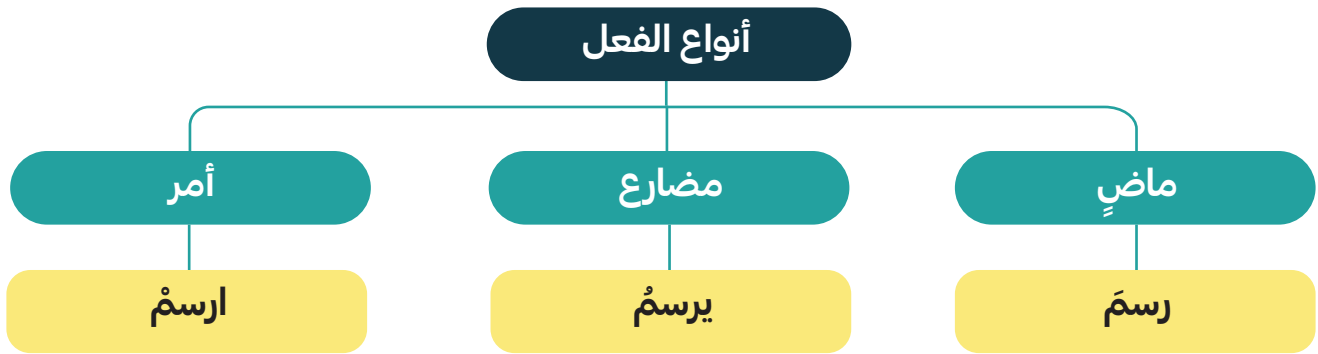 أنواع الفعل
ماضٍ
مضارع
أمر
رسمَ
يرسمُ
ارسمْ